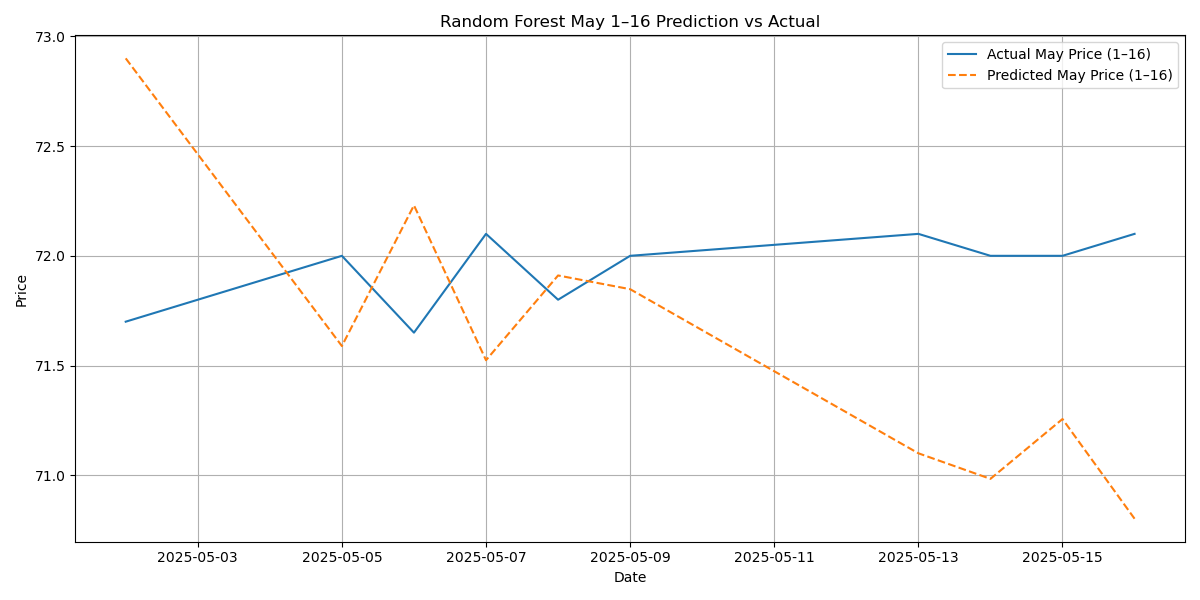 Random Forest May 1–16 Prediction vs Actual
Actual May Price (1–16)
Predicted May Price (1–16)
Price
73.0
72.5
72.0
71.5
71.0
2025-05-03
2025-05-05
2025-05-07
2025-05-09
2025-05-11
2025-05-13
2025-05-15
Date